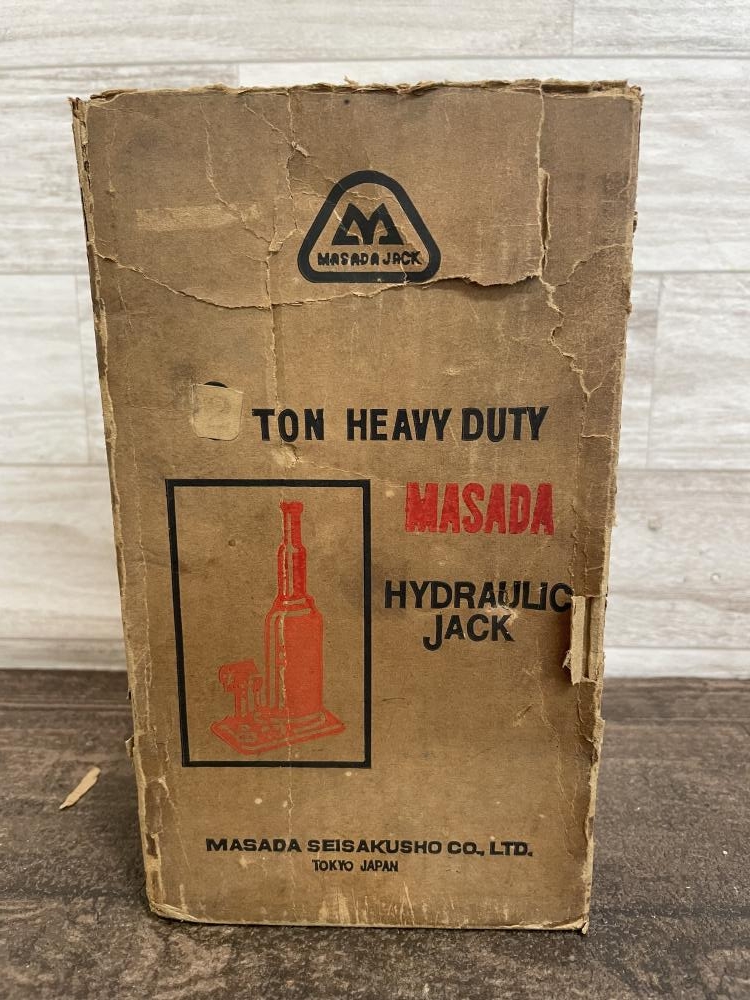 M
MASADA JACK
TON HEAVY DUTY
MASADA
HYDRAULIC
JACK
MASADA SEISAKUSHO CO., LTD.
TOKYO JAPAN